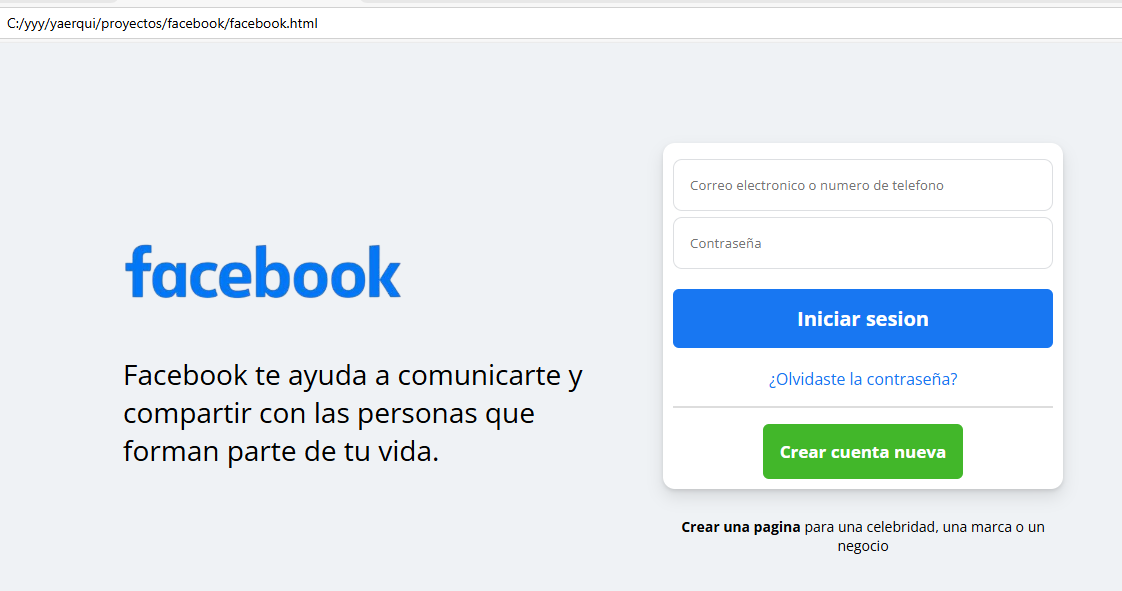 C:/yyy/yaerqui/proyectos/facebook/facebook.html
facebook
Facebook te ayuda a comunicarte y
compartir con las personas que
forman parte de tu vida.
Correo electronico o numero de telefono
Contraseña
Iniciar sesion
¿Olvidaste la contraseña?
Crear cuenta nueva
Crear una pagina para una celebridad, una marca o un
negocio